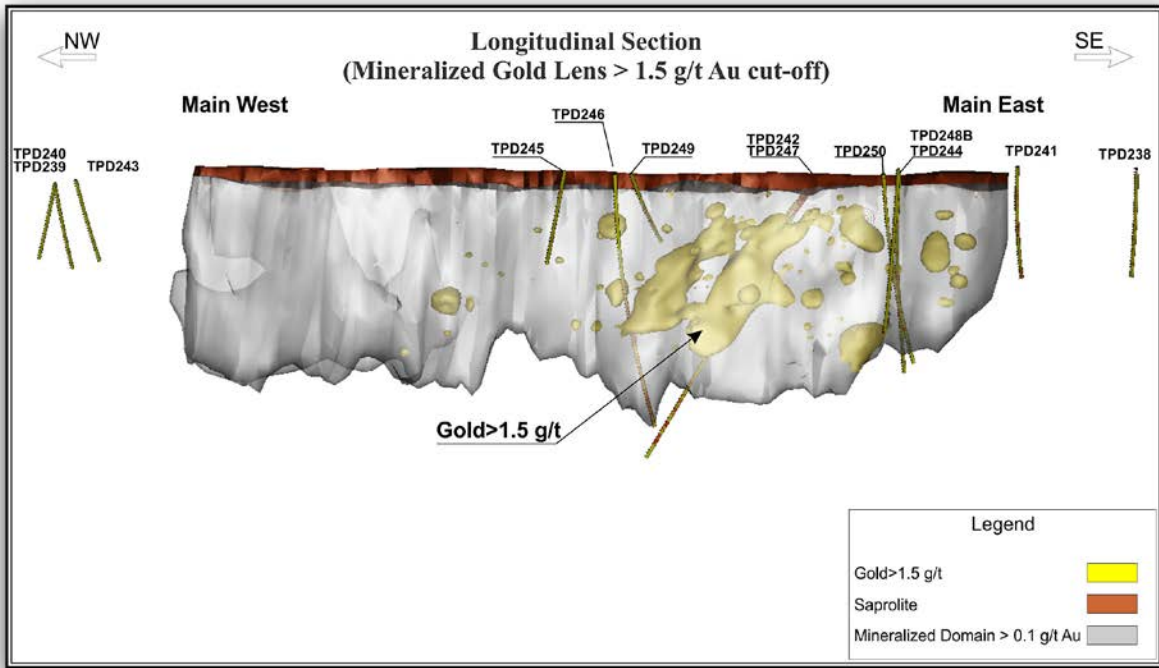 NW
SE
Longitudinal Section
(Mineralized Gold Lens > 1.5 g/t Au cut-off)
Main West
Main East
TPD240
TPD239
TPD243
TPD245
TPD246
TPD249
TPD242
TPD247
TPD250
TPD248B
TPD244
TPD241
TPD238
Gold>1.5 g/t
Legend
Gold>1.5 g/t
Saprolite
Mineralized Domain > 0.1 g/t Au